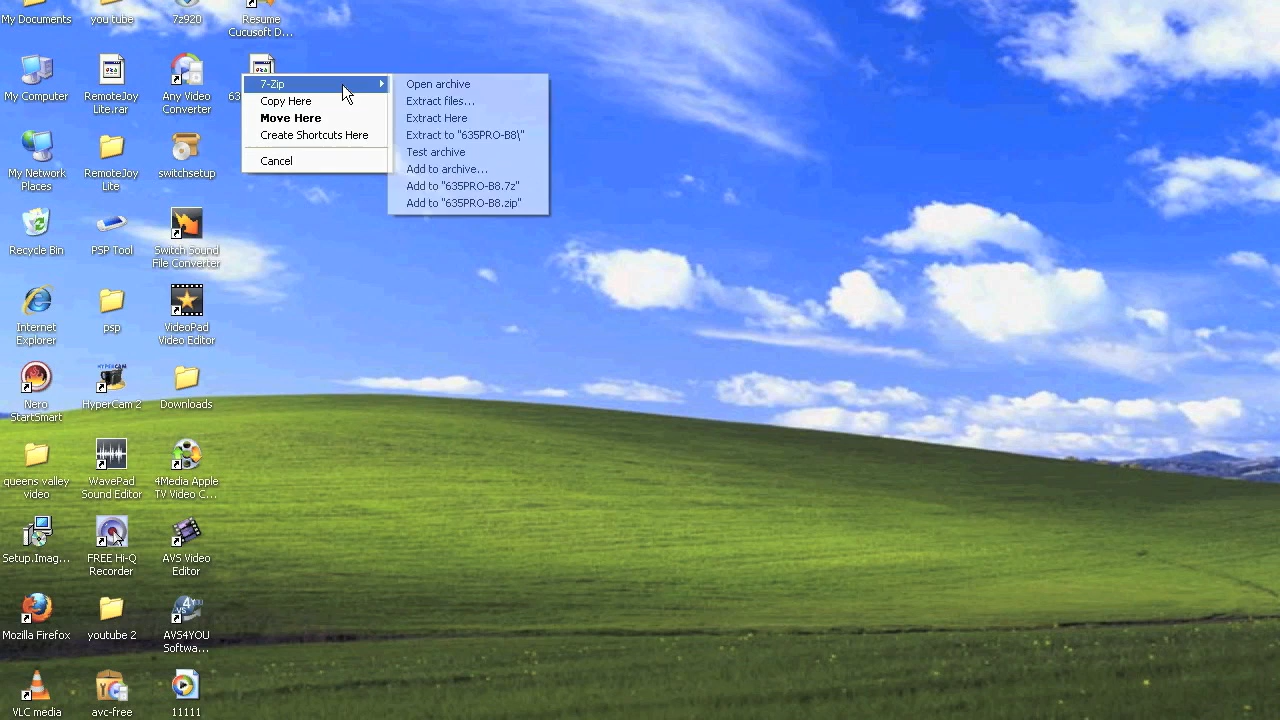 My Documents
you tube
7z920
Resume
Cucusoft D...
My Computer
RemoteJoy
Lite.rar
Any Video
Converter
63
7-Zip
Copy Here
Move Here
Create Shortcuts Here
Cancel
Open archive
Extract files...
Extract Here
Extract to "635PRO-B8\"
Test archive
Add to archive...
Add to "635PRO-B8.7z"
Add to "635PRO-B8.zip"
My Network
Places
RemoteJoy
Lite
switchsetup
Recycle Bin
PSP Tool
Switch Sound
File Converter
Internet
Explorer
psp
VideoPad
Video Editor
Nero
StartSmart
HYPERCAM
HyperCam 2
Downloads
queens valley
video
WavePad
Sound Editor
4Media Apple
TV Video C...
Setup.Imag...
FREE Hi-Q
Recorder
AVS Video
Editor
Mozilla Firefox
youtube 2
AVS4YOU
Softwa...
VLC media
avc-free
11111